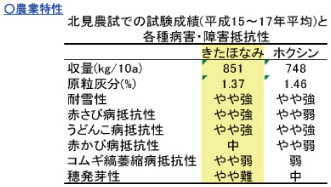 ○農業特性
北見農試での試験成績(平成15～17年平均)と
各種病害・障害抵抗性
きたほなみ ホクシン
収量(kg/10a) 851 748
原粒灰分(%) 1.37 1.46
耐雪性 やや強 やや強
赤さび病抵抗性 やや強 やや弱
うどんこ病抵抗性 やや強 やや強
赤かび病抵抗性 中 やや弱
コムギ縞萎縮病抵抗性 やや弱 弱
穂発芽性 やや難 中